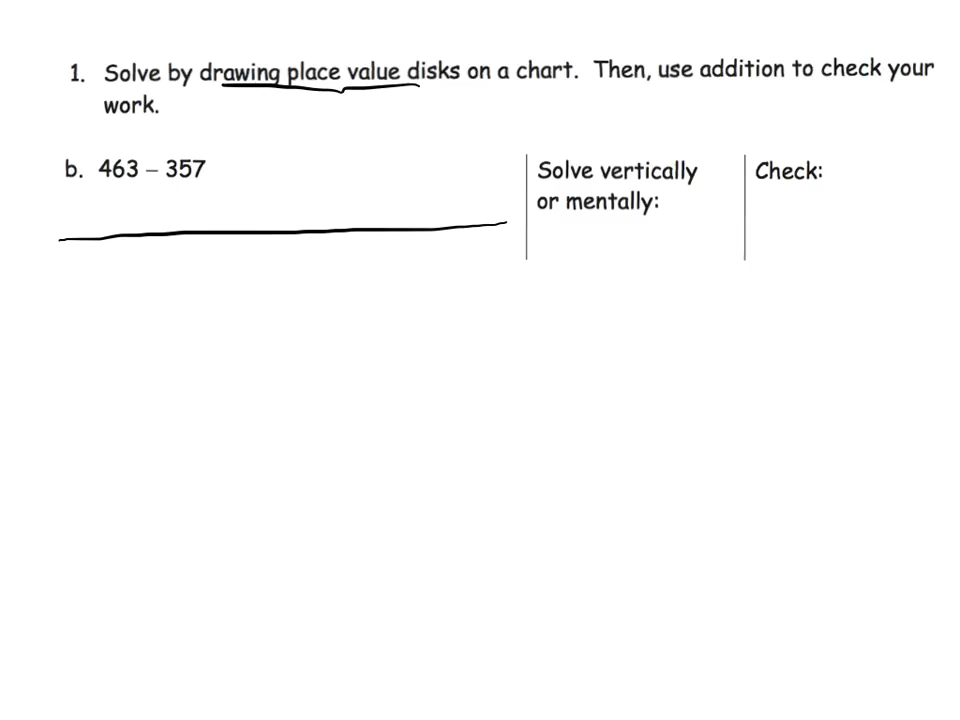 1. Solve by drawing place value disks on a chart. Then, use addition to check your
work.
b. 463 – 357
Solve vertically
or mentally:
Check: